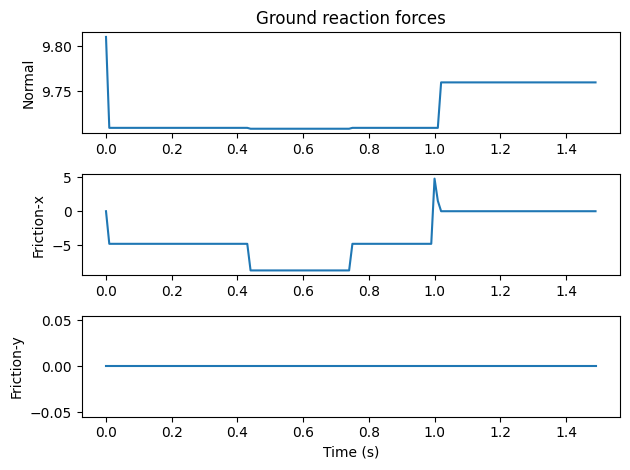 Ground reaction forces
9.80
9.75
Normal
0.0 0.2 0.4 0.6 0.8 1.0 1.2 1.4
5
0
−5
Friction-x
0.0 0.2 0.4 0.6 0.8 1.0 1.2 1.4
0.05
0.00
−0.05
Friction-y
0.0 0.2 0.4 0.6 0.8 1.0 1.2 1.4
Time (s)